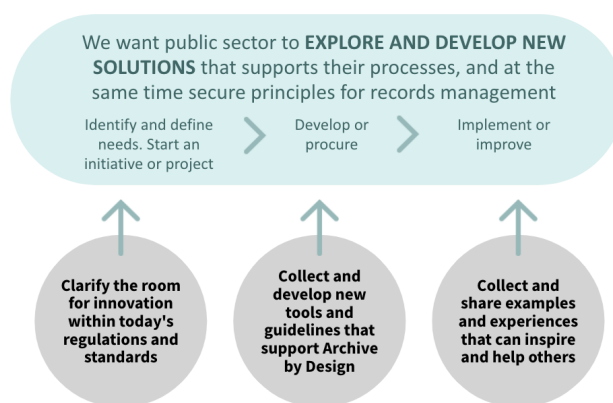 We want public sector to EXPLORE AND DEVELOP NEW
SOLUTIONS that supports their processes, and at the
same time secure principles for records management
Identify and define
needs. Start an
initiative or project
Develop or
procure
Implement or
improve
Clarify the room
for innovation
within today's
regulations and
standards
Collect and
develop new
tools and
guidelines that
support Archive
by Design
Collect and
share examples
and experiences
that can inspire
and help others